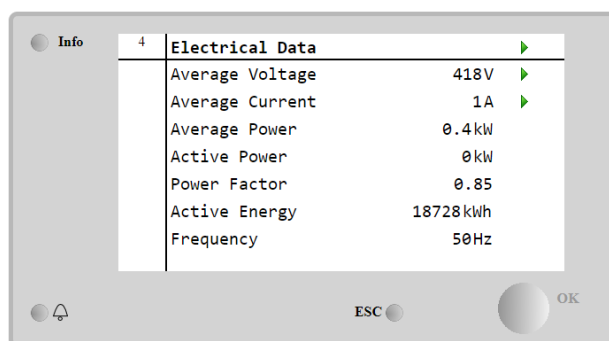 Info
4 Electrical Data
Average Voltage 418V
Average Current 1A
Average Power 0.4kW
Active Power 0kW
Power Factor 0.85
Active Energy 18728kWh
Frequency 50Hz
ESC
OK